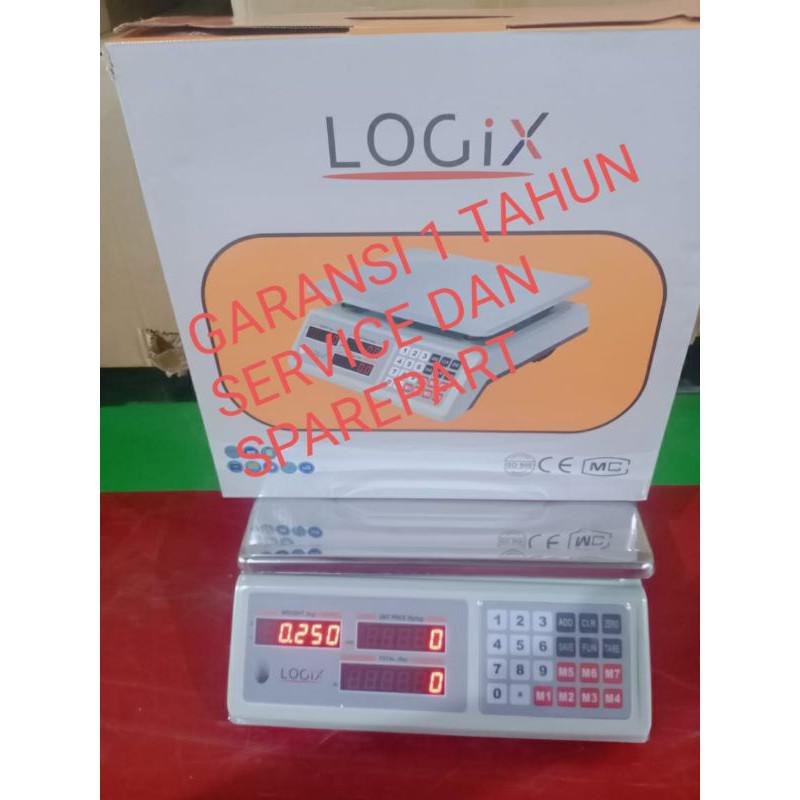 LOGiX
GARANSI 1 TAHUN
SERVICE DAN
SPAREPART
CE MC
WEIGHT (kg)
UNIT PRICE
0.250
0
TOTAL
0
LOGiX
1 2 3 ADD CLR ZERO
4 5 6 SAVE FUN TARE
7 8 9 M5 M6 M7
0 * M1 M2 M3 M4